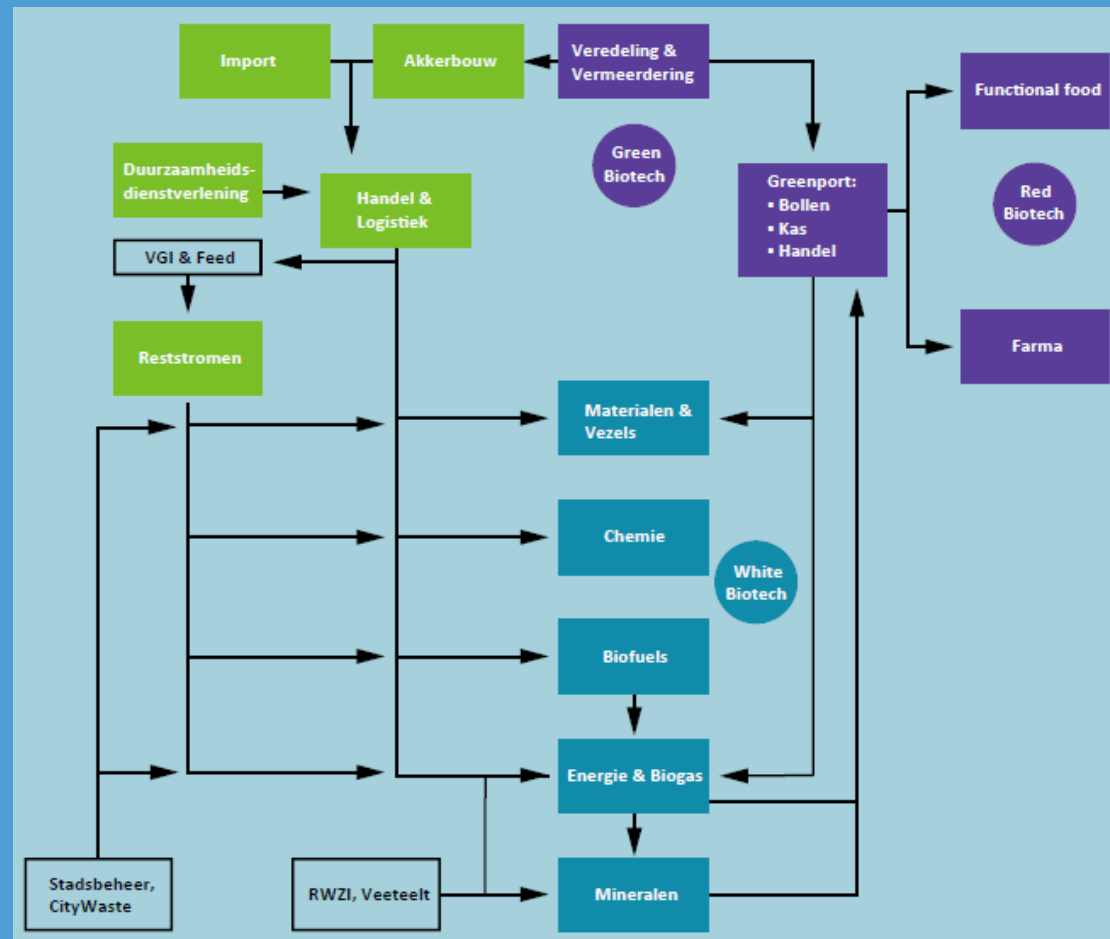 Import
Akkerbouw
Veredeling &
Vermeerdering
Functional food
Green
Biotech
Duurzaamheids-
dienstverlening
Handel &
Logistiek
Greenport:
▪ Bollen
▪ Kas
▪ Handel
Red
Biotech
VGI & Feed
Reststromen
Farma
Materialen &
Vezels
Chemie
White
Biotech
Biofuels
Energie & Biogas
Stadsbeheer,
CityWaste
RWZI, Veeteelt
Mineralen